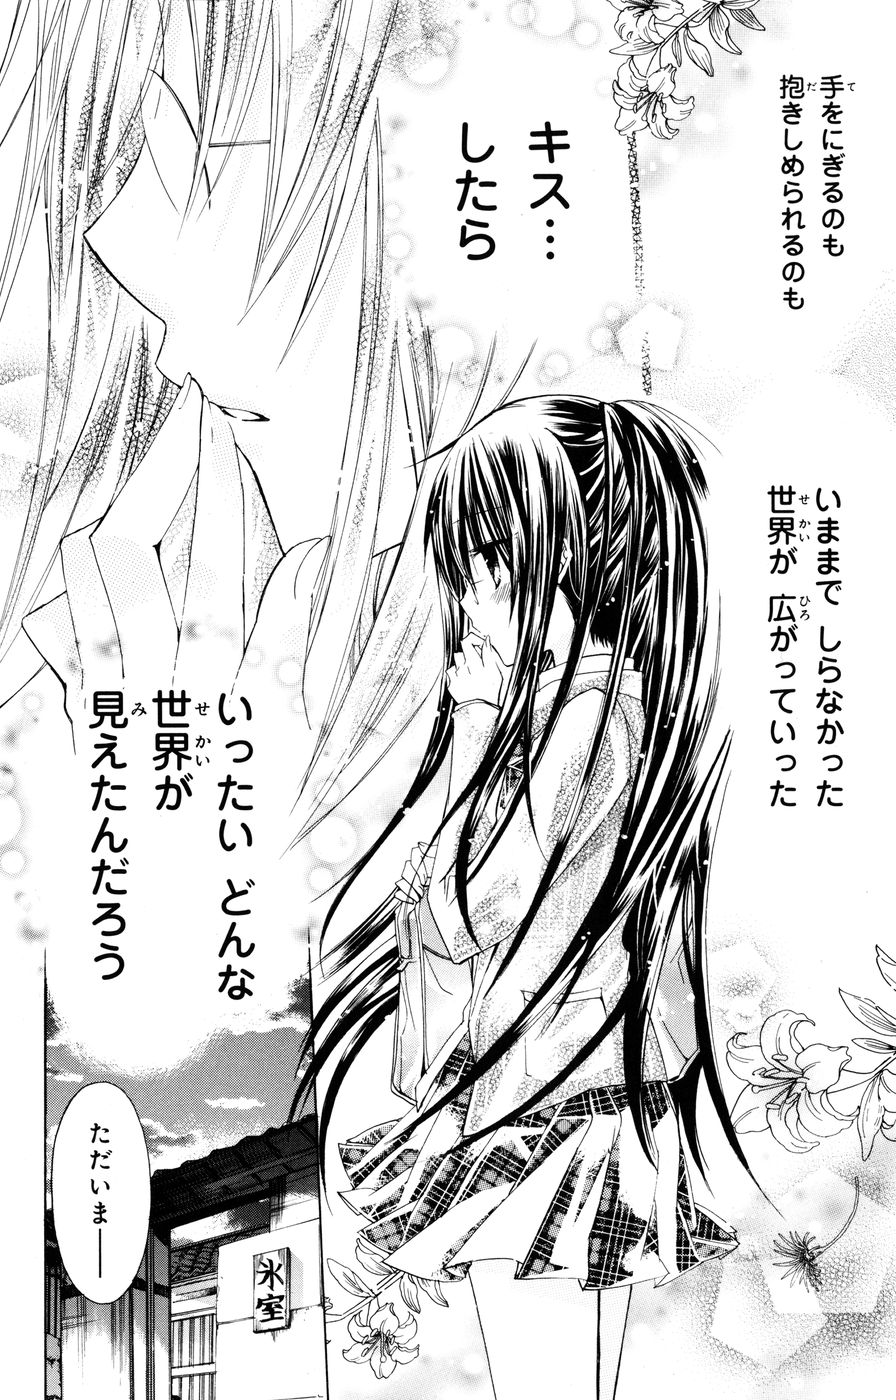 手をにぎるのも
抱きしめられるのも
いままで しらなかった
世界が 広がっていった
キス…
したら
いったい どんな
世界が
見えたんだろう
ただいまー
氷室